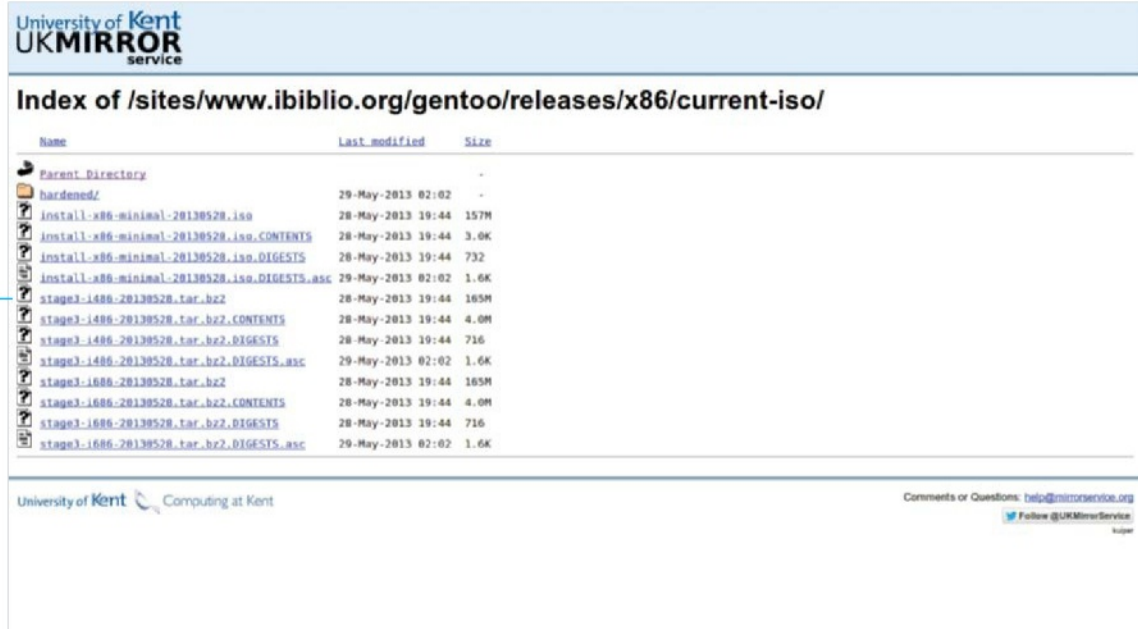 University of Kent
UKMIRROR
service
Index of /sites/www.ibiblio.org/gentoo/releases/x86/current-iso/
Name Last modified Size
Parent Directory -
hardened/ 29-May-2013 02:02 -
install-x86-minimal-20130528.iso 28-May-2013 19:44 157M
install-x86-minimal-20130528.iso.CONTENTS 28-May-2013 19:44 3.0K
install-x86-minimal-20130528.iso.DIGESTS 28-May-2013 19:44 732
install-x86-minimal-20130528.iso.DIGESTS.asc 29-May-2013 02:02 1.6K
stage3-i486-20130528.tar.bz2 28-May-2013 19:44 165M
stage3-i486-20130528.tar.bz2.CONTENTS 28-May-2013 19:44 4.0M
stage3-i486-20130528.tar.bz2.DIGESTS 28-May-2013 19:44 716
stage3-i486-20130528.tar.bz2.DIGESTS.asc 29-May-2013 02:02 1.6K
stage3-i686-20130528.tar.bz2 28-May-2013 19:44 165M
stage3-i686-20130528.tar.bz2.CONTENTS 28-May-2013 19:44 4.0M
stage3-i686-20130528.tar.bz2.DIGESTS 28-May-2013 19:44 716
stage3-i686-20130528.tar.bz2.DIGESTS.asc 29-May-2013 02:02 1.6K
University of Kent Computing at Kent
Comments or Questions: help@mirrorservice.org
Follow @UKMirrorService
kuiper